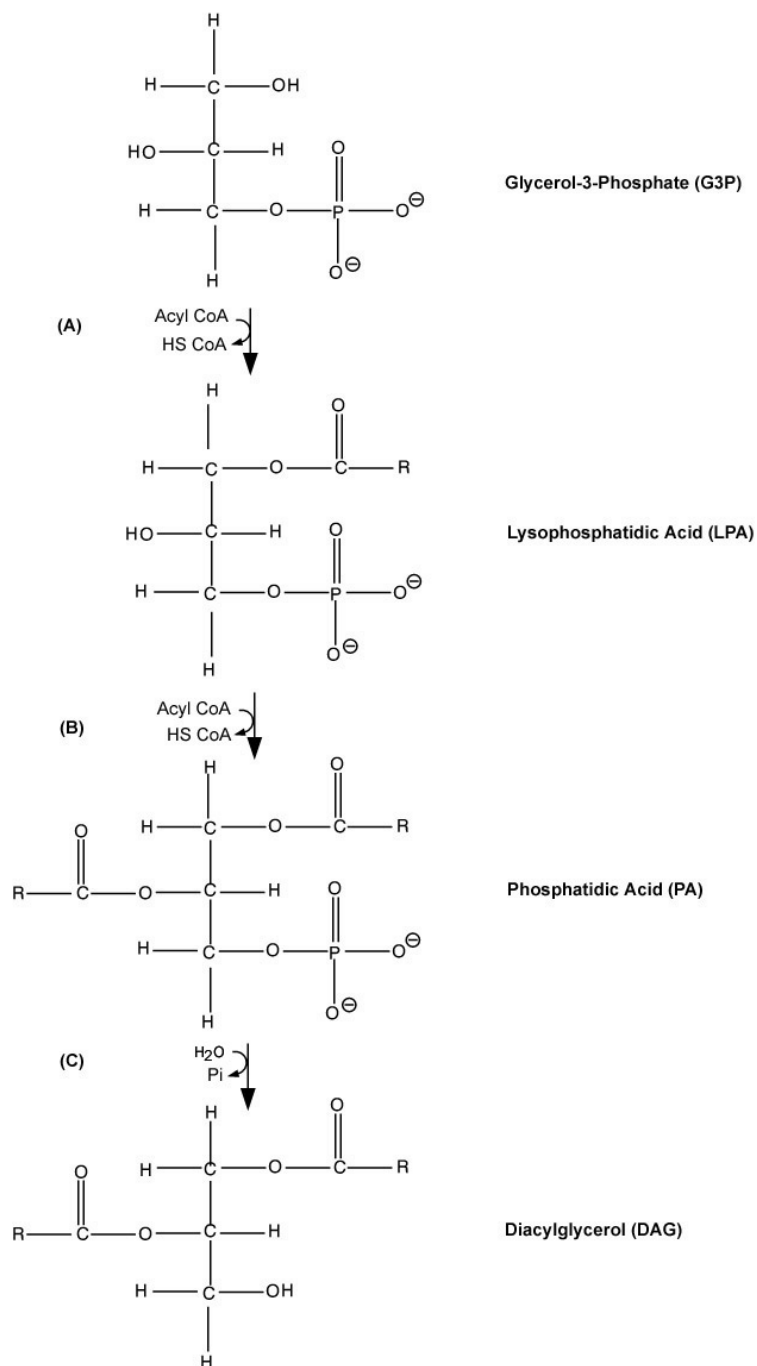 H
H C OH
HO C H O
Glycerol-3-Phosphate (G3P)
H C O P O⊖
H O⊖
(A) Acyl CoA
HS CoA
H O
H C O C R
HO C H O
Lysophosphatidic Acid (LPA)
H C O P O⊖
O⊖
H
Acyl CoA
(B) HS CoA
H O
H C O C R
O
R C O C H O
Phosphatidic Acid (PA)
H C O P O⊖
O⊖
H
(C) H2O
Pi
H O
H C O C R
O
R C O C H
Diacylglycerol (DAG)
H C OH
H